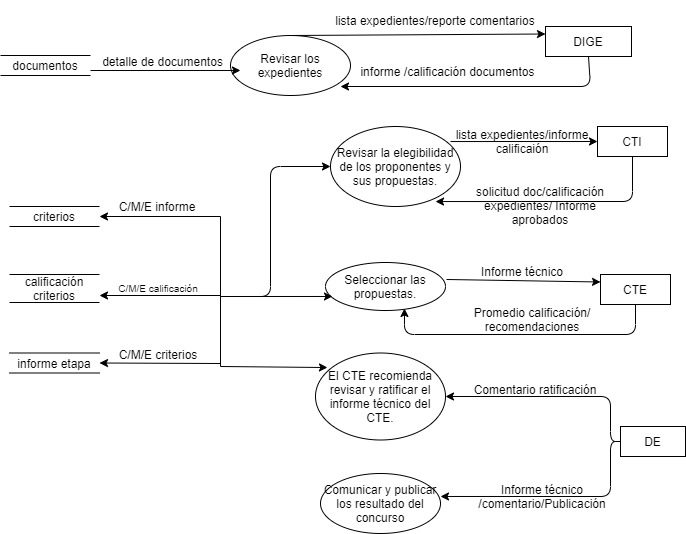 lista expedientes/reporte comentarios
DIGE
Revisar los
expedientes
documentos
detalle de documentos
informe /calificación documentos
lista expedientes/informe
calificaión
CTI
Revisar la elegibilidad
de los proponentes y
sus propuestas.
solicitud doc/calificación
expedientes/ Informe
aprobados
criterios
C/M/E informe
calificación
criterios
C/M/E calificación
Seleccionar las
propuestas.
Informe técnico
CTE
Promedio calificación/
recomendaciones
informe etapa
C/M/E criterios
El CTE recomienda
revisar y ratificar el
informe técnico del
CTE.
Comentario ratificación
DE
Comunicar y publicar
los resultado del
concurso
Informe técnico
/comentario/Publicación